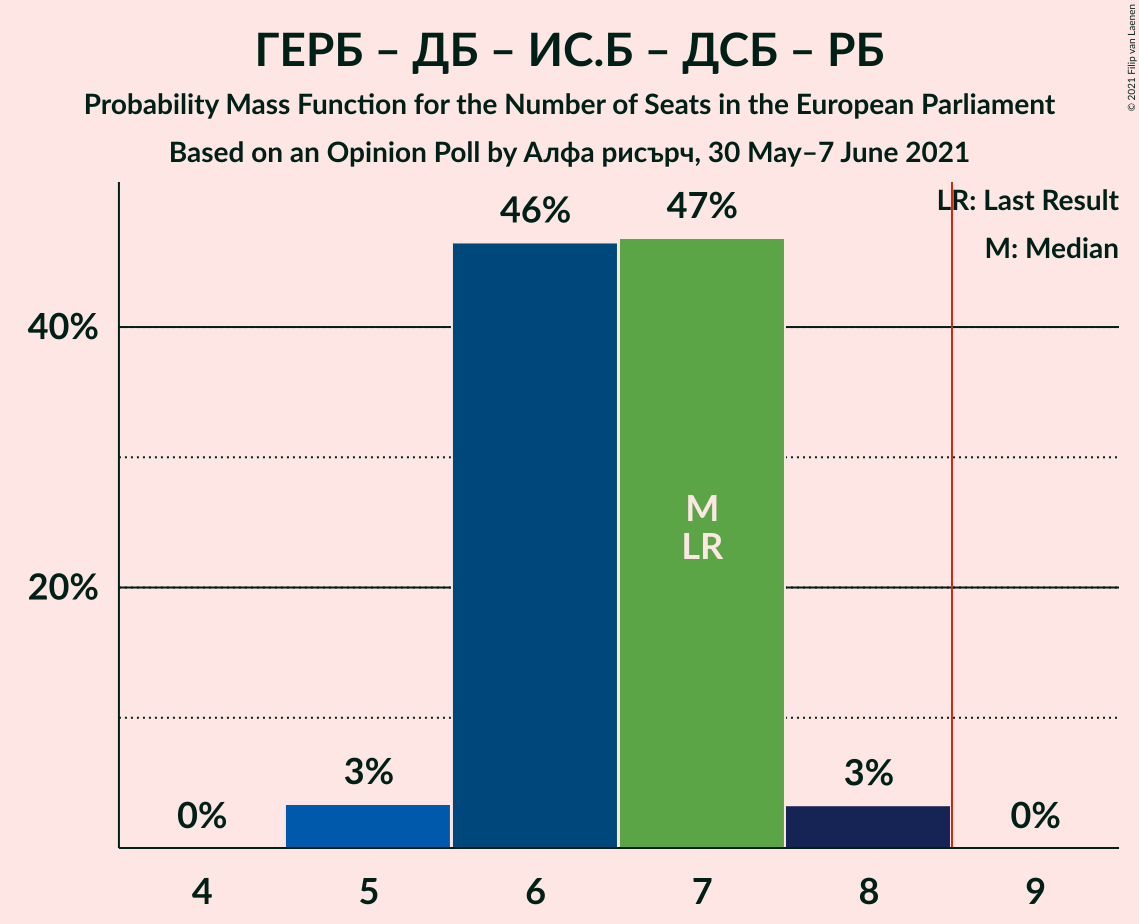 ГЕРБ – ДБ – ИС.Б – ДСБ – РБ
Probability Mass Function for the Number of Seats in the European Parliament
Based on an Opinion Poll by Алфа рисърч, 30 May–7 June 2021
© 2021 Filip van Laenen
LR: Last Result
M: Median
46%
47%
40%
M
LR
20%
3%
3%
0%
0%
4
5
6
7
8
9